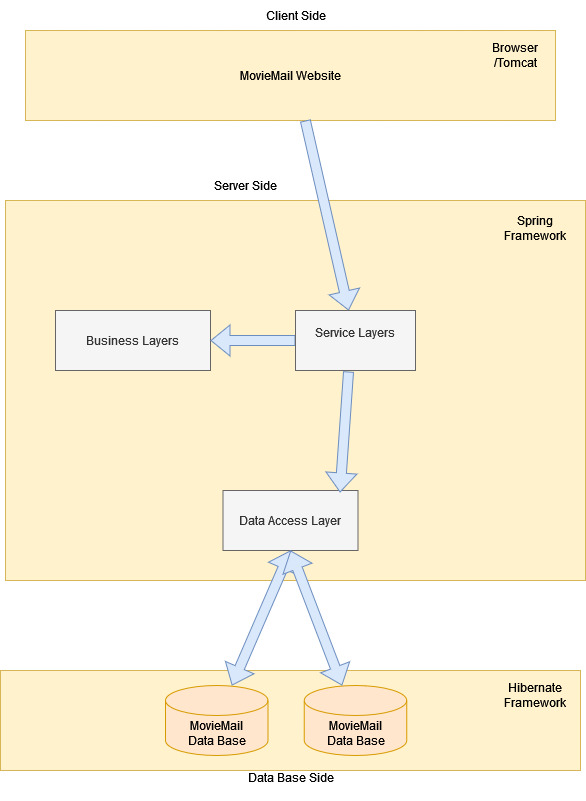 Client Side
Browser
/Tomcat
MovieMail Website
Server Side
Spring
Framework
Business Layers
Service Layers
Data Access Layer
Hibernate
Framework
MovieMail
Data Base
MovieMail
Data Base
Data Base Side